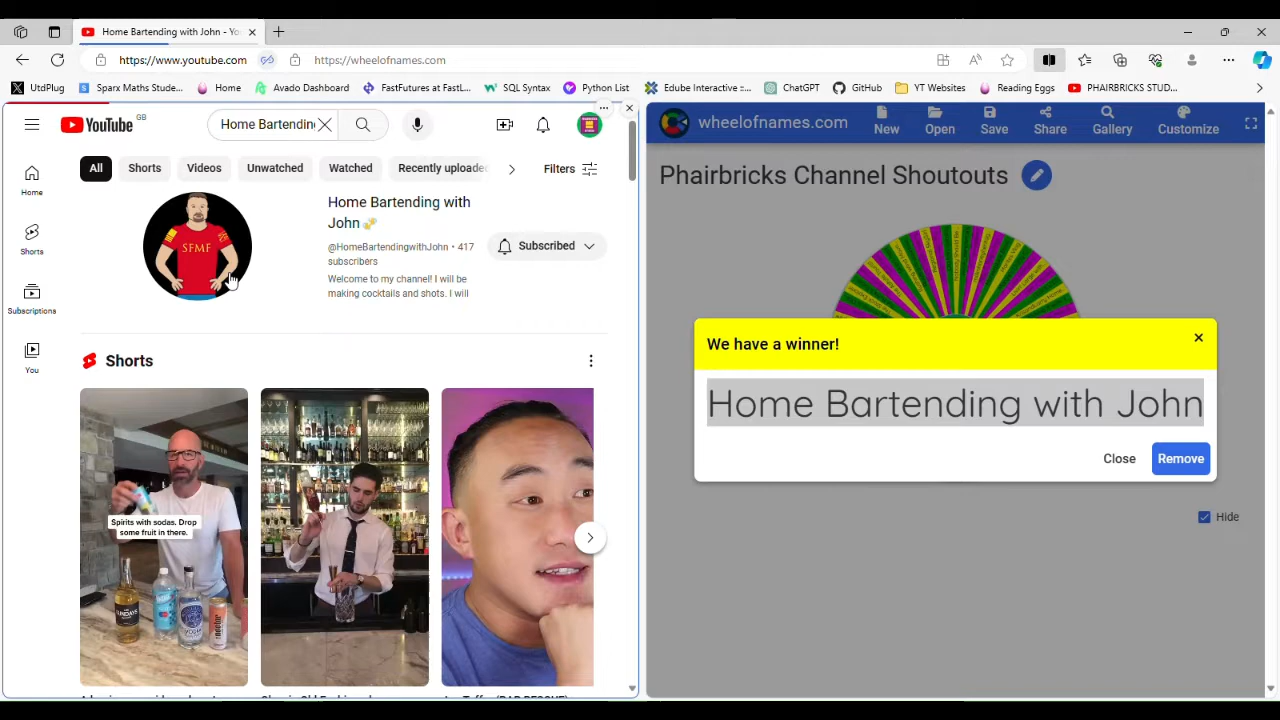 Home Bartending with John - Yo
https://www.youtube.com
https://wheelofnames.com
UtdPlug
Sparx Maths Stude...
Home
Avado Dashboard
FastFutures at FastL...
SQL Syntax
Python List
Edube Interactive ::...
ChatGPT
GitHub
YT Websites
Reading Eggs
PHAIRBRICKS STUD...
YouTube GB
Home Bartending
All
Shorts
Videos
Unwatched
Watched
Recently uploaded
Filters
Home
Shorts
Subscriptions
You
SFMF
Home Bartending with
John
@HomeBartendingwithJohn • 417
subscribers
Welcome to my channel! I will be
making cocktails and shots. I will
Subscribed
Shorts
Spirits with sodas. Drop
some fruit in there.
wheelofnames.com
New
Open
Save
Share
Gallery
Customize
Phairbricks Channel Shoutouts
We have a winner!
Home Bartending with John
Close
Remove
Hide